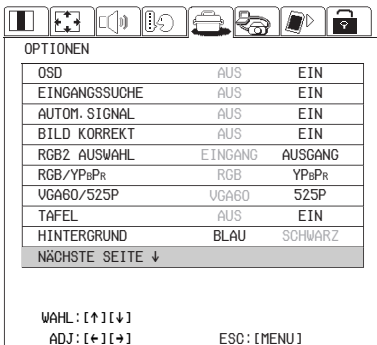 OPTIONEN
OSD AUS EIN
EINGANGSSUCHE AUS EIN
AUTOM.SIGNAL AUS EIN
BILD KORREKT AUS EIN
RGB2 AUSWAHL EINGANG AUSGANG
RGB/YPBPR RGB YPBPR
VGA60/525P VGA60 525P
TAFEL AUS EIN
HINTERGRUND BLAU SCHWARZ
NÄCHSTE SEITE ↓
WAHL:[↑][↓]
ADJ:[←][→] ESC:[MENU]